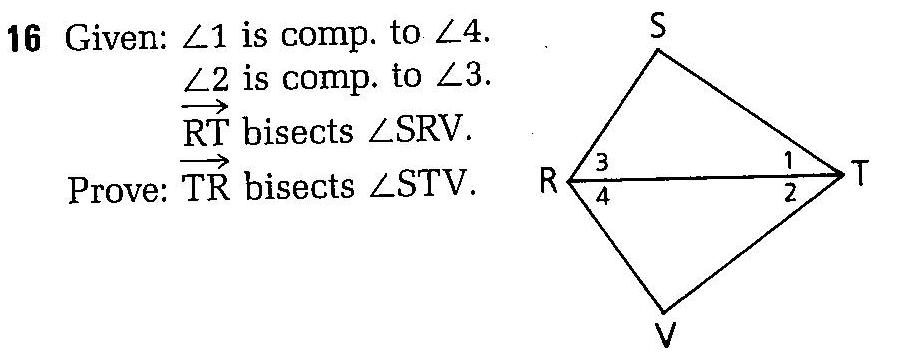 16 Given: ∠1 is comp. to ∠4.
∠2 is comp. to ∠3.
RT bisects ∠SRV.
Prove: TR bisects ∠STV.
S
R 3 1 T
4 2
V